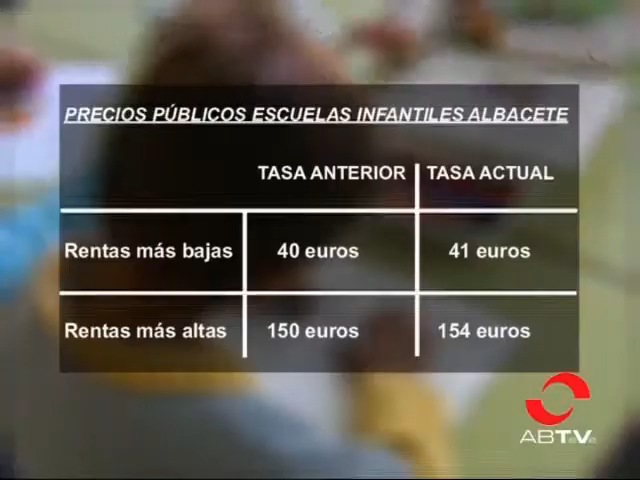 PRECIOS PÚBLICOS ESCUELAS INFANTILES ALBACETE
TASA ANTERIOR TASA ACTUAL
Rentas más bajas 40 euros 41 euros
Rentas más altas 150 euros 154 euros
ABTV